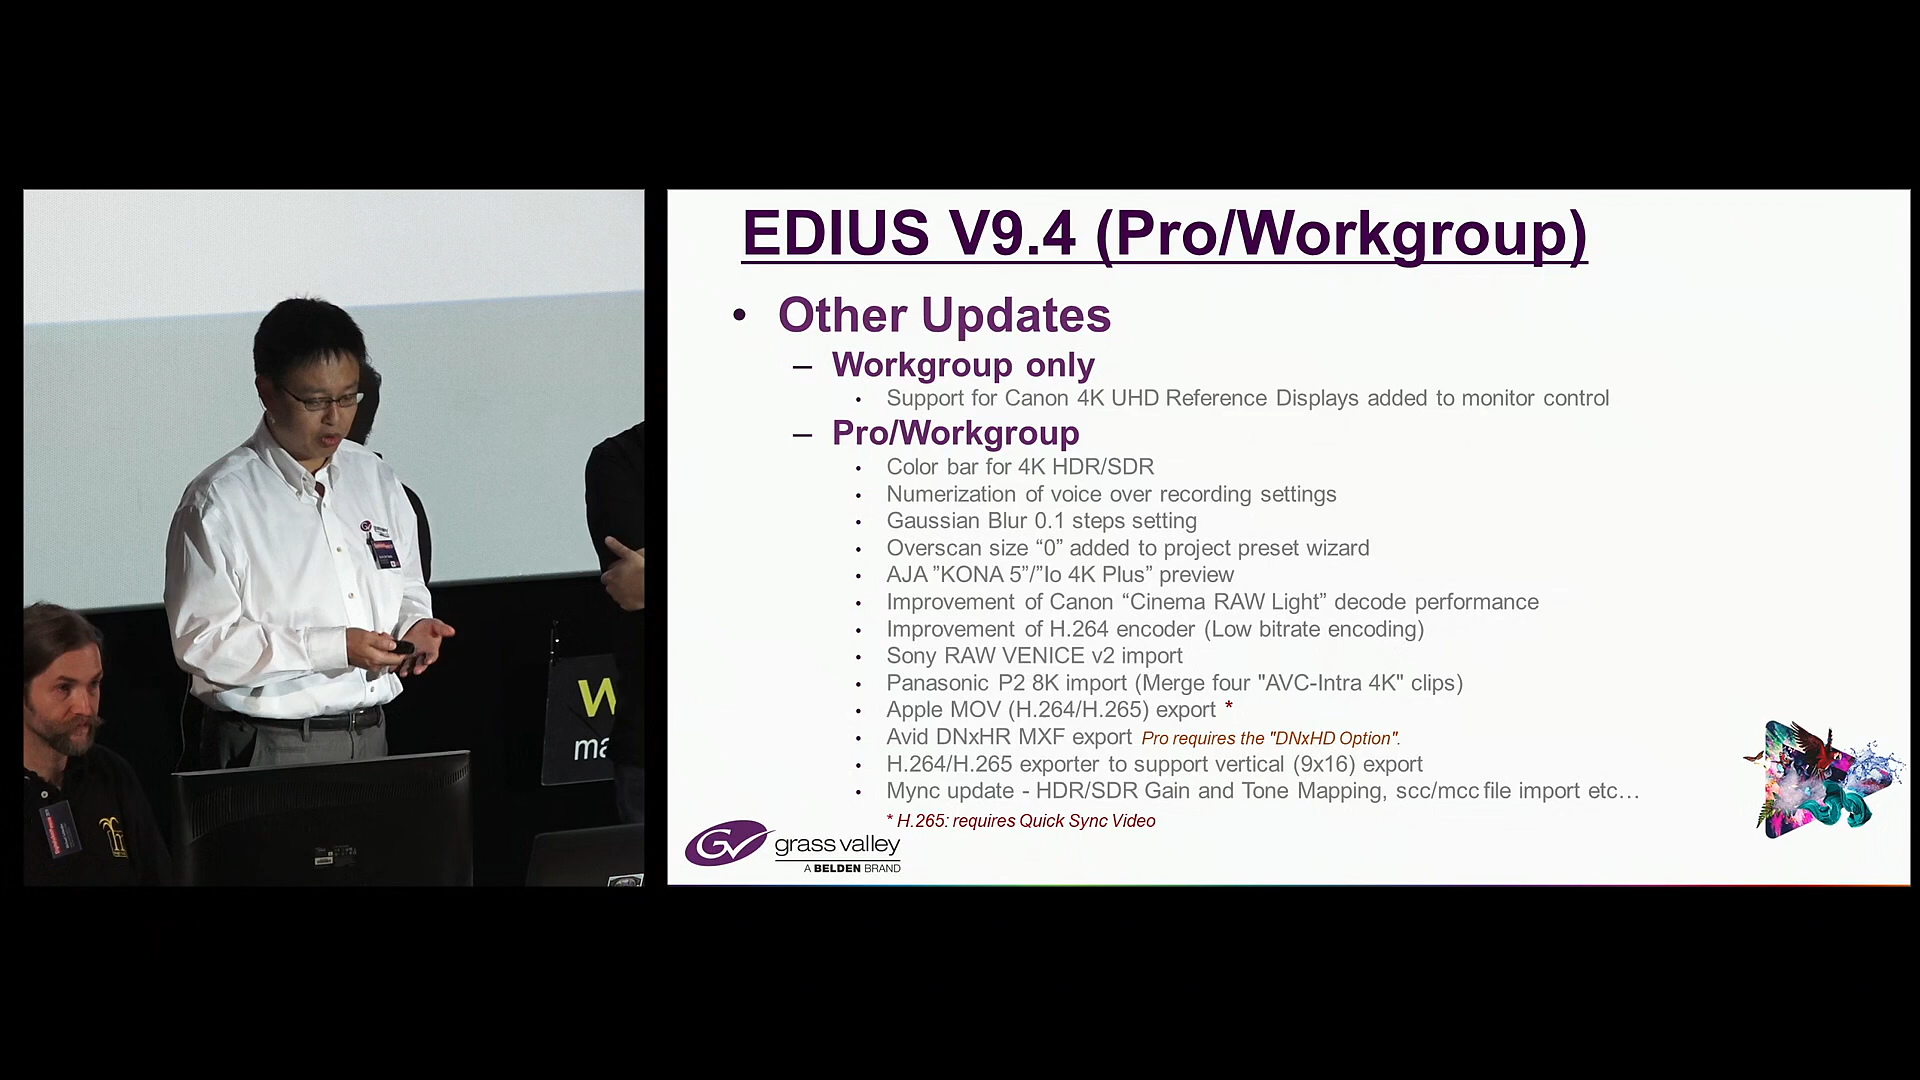 EDIUS V9.4 (Pro/Workgroup)
• Other Updates
– Workgroup only
• Support for Canon 4K UHD Reference Displays added to monitor control
– Pro/Workgroup
• Color bar for 4K HDR/SDR
• Numerization of voice over recording settings
• Gaussian Blur 0.1 steps setting
• Overscan size “0” added to project preset wizard
• AJA ”KONA 5”/”Io 4K Plus” preview
• Improvement of Canon “Cinema RAW Light” decode performance
• Improvement of H.264 encoder (Low bitrate encoding)
• Sony RAW VENICE v2 import
• Panasonic P2 8K import (Merge four "AVC-Intra 4K" clips)
• Apple MOV (H.264/H.265) export *
• Avid DNxHR MXF export Pro requires the "DNxHD Option".
• H.264/H.265 exporter to support vertical (9x16) export
• Mync update - HDR/SDR Gain and Tone Mapping, scc/mcc file import etc…
* H.265: requires Quick Sync Video
GV grass valley
A BELDEN BRAND
W
ma